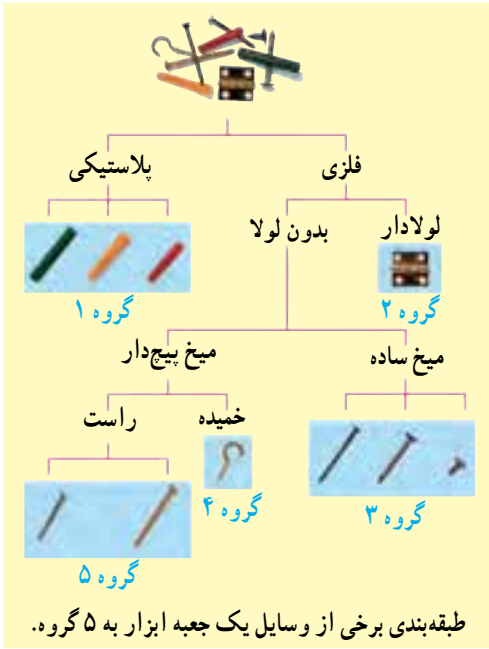 فلزی
پلاستیکی
لولادار
بدون لولا
گروه ۲
گروه ۱
میخ ساده
میخ پیچ‌دار
خمیده
راست
گروه ۳
گروه ۴
گروه ۵
طبقه‌بندی برخی از وسایل یک جعبه ابزار به ۵ گروه.